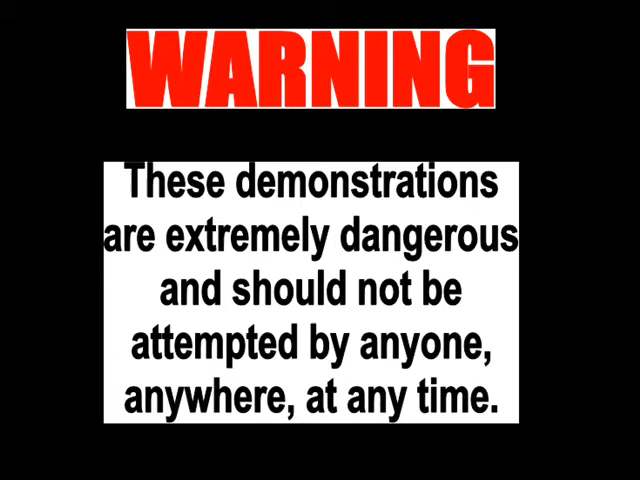 WARNING
These demonstrations
are extremely dangerous
and should not be
attempted by anyone,
anywhere, at any time.